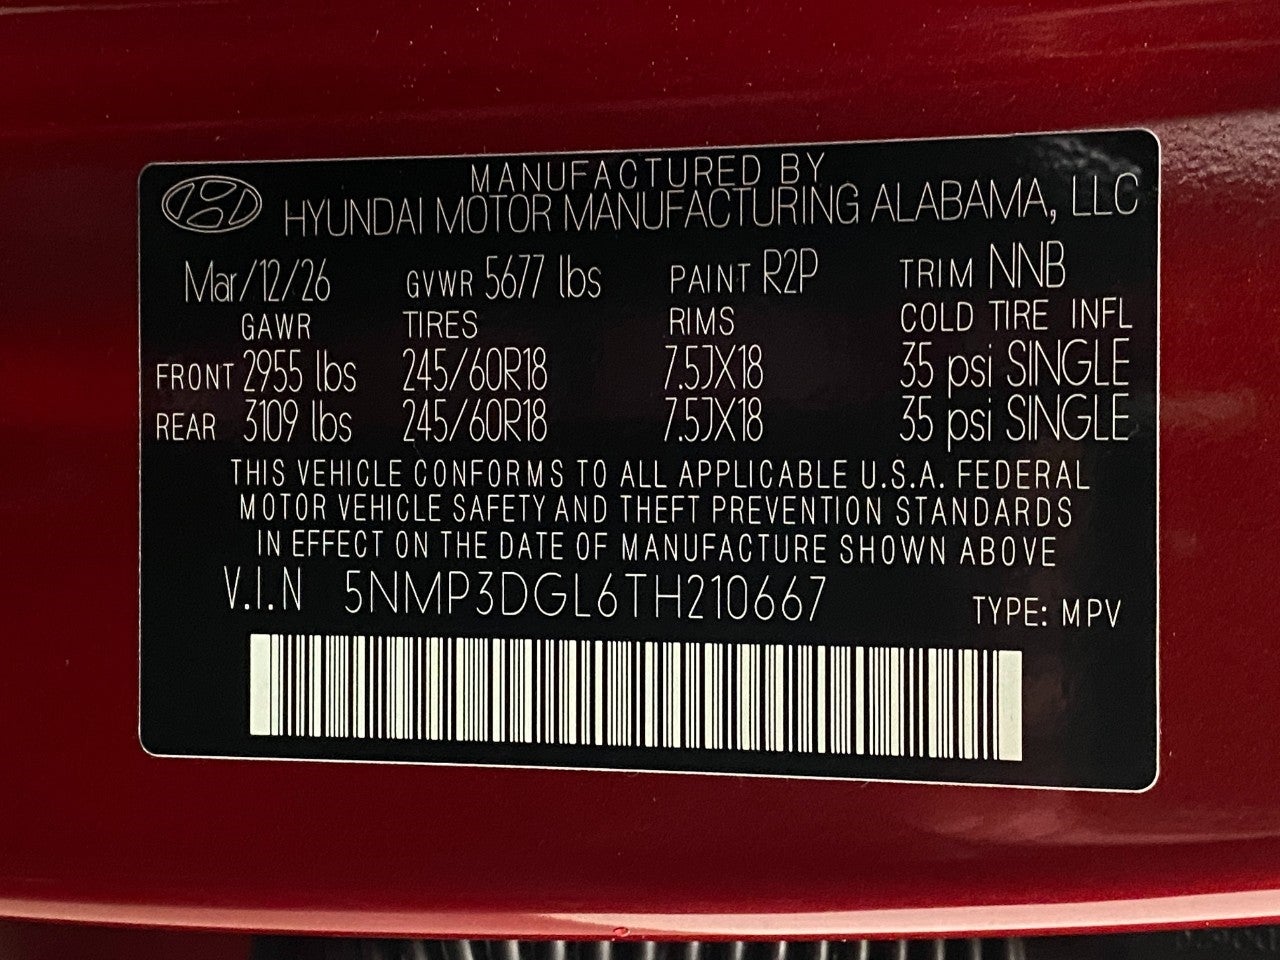 MANUFACTURED BY
HYUNDAI MOTOR MANUFACTURING ALABAMA, LLC
Mar/12/26 GVWR 5677 lbs PAINT R2P TRIM NNB
GAWR TIRES RIMS COLD TIRE INFL
FRONT 2955 lbs 245/60R18 7.5JX18 35 psi SINGLE
REAR 3109 lbs 245/60R18 7.5JX18 35 psi SINGLE
THIS VEHICLE CONFORMS TO ALL APPLICABLE U.S.A. FEDERAL
MOTOR VEHICLE SAFETY AND THEFT PREVENTION STANDARDS
IN EFFECT ON THE DATE OF MANUFACTURE SHOWN ABOVE
V.I.N 5NMP3DGL6TH210667 TYPE: MPV